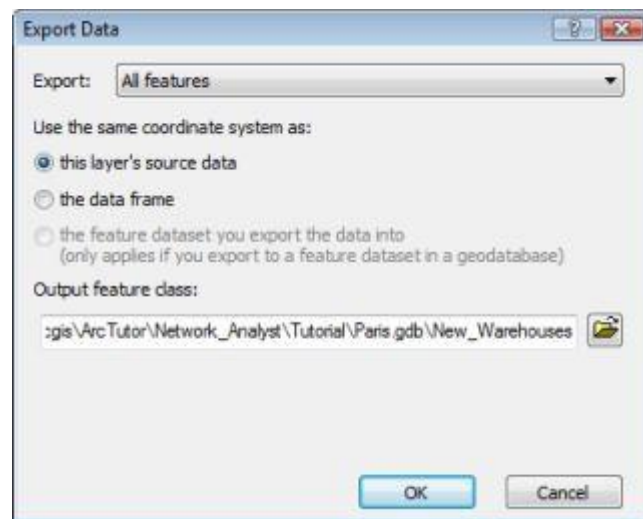 Export Data
Export: All features
Use the same coordinate system as:
this layer's source data
the data frame
the feature dataset you export the data into
(only applies if you export to a feature dataset in a geodatabase)
Output feature class:
:gis\ArcTutor\Network_Analyst\Tutorial\Paris.gdb\New_Warehouses
OK Cancel